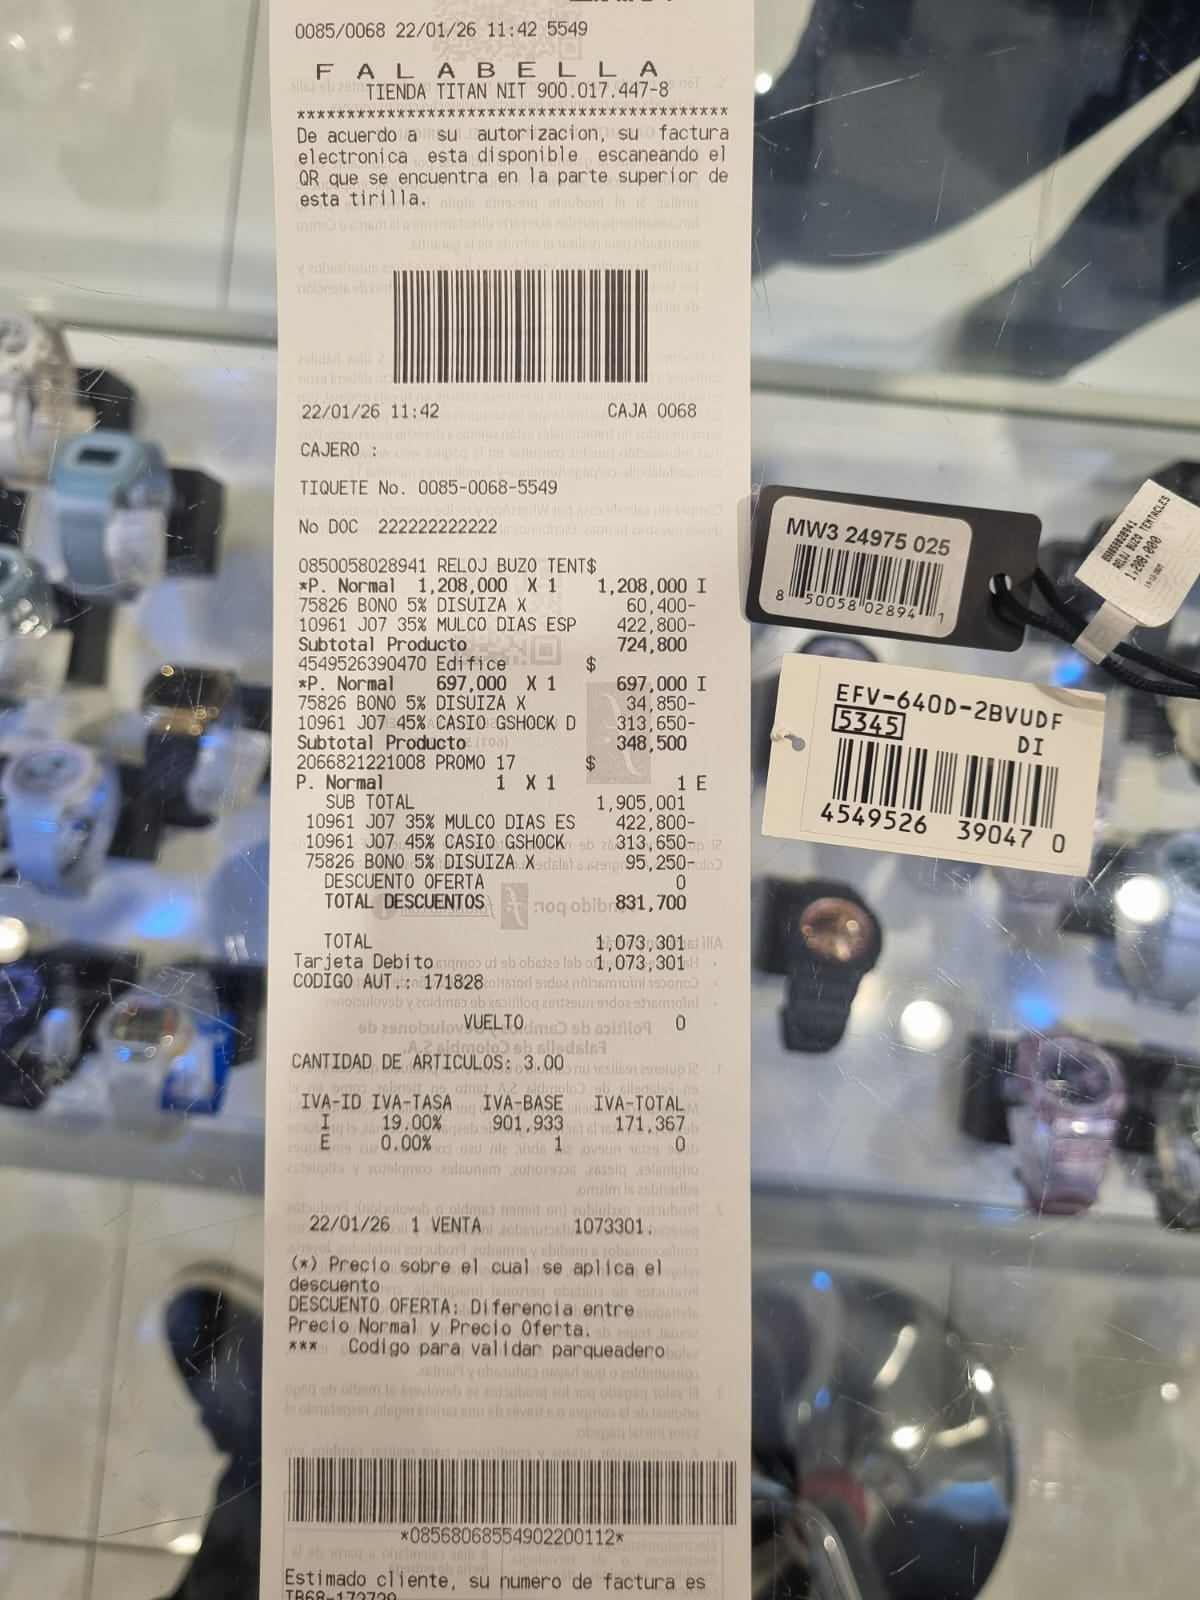 0085/0068 22/01/26 11:42 5549
F A L A B E L L A
TIENDA TITAN NIT 900.017.447-8
******************************************
De acuerdo a su autorizacion, su factura
electronica esta disponible escaneando el
QR que se encuentra en la parte superior de
esta tirilla.
22/01/26 11:42 CAJA 0068
CAJERO :
TIQUETE No. 0085-0068-5549
No DOC 222222222222
0850058028941 RELOJ BUZO TENT$
*P. Normal 1,208,000 X 1 1,208,000 I
75826 BONO 5% DISUIZA X 60,400-
10961 J07 35% MULCO DIAS ESP 422,800-
Subtotal Producto 724,800
4549526390470 Edifice $
*P. Normal 697,000 X 1 697,000 I
75826 BONO 5% DISUIZA X 34,850-
10961 J07 45% CASIO GSHOCK D 313,650-
Subtotal Producto 348,500
2066821221008 PROMO 17 $
P. Normal 1 X 1 1 E
SUB TOTAL 1,905,001
10961 J07 35% MULCO DIAS ES 422,800-
10961 J07 45% CASIO GSHOCK 313,650-
75826 BONO 5% DISUIZA X 95,250-
DESCUENTO OFERTA 0
TOTAL DESCUENTOS 831,700
TOTAL 1,073,301
Tarjeta Debito 1,073,301
CODIGO AUT.: 171828
VUELTO 0
CANTIDAD DE ARTICULOS: 3.00
IVA-ID IVA-TASA IVA-BASE IVA-TOTAL
I 19.00% 901,933 171,367
E 0.00% 1 0
22/01/26 1 VENTA 1073301.
(*) Precio sobre el cual se aplica el
descuento
DESCUENTO OFERTA: Diferencia entre
Precio Normal y Precio Oferta.
*** Codigo para validar parqueadero
*08568068554902200112*
Estimado cliente, su numero de factura es
MW3 24975 025
8 50058 02894 1
850058028941
RELOJ BUZO TENTACLES
1,208,000
EFV-640D-2BVUDF
5345 DI
4549526 39047 0